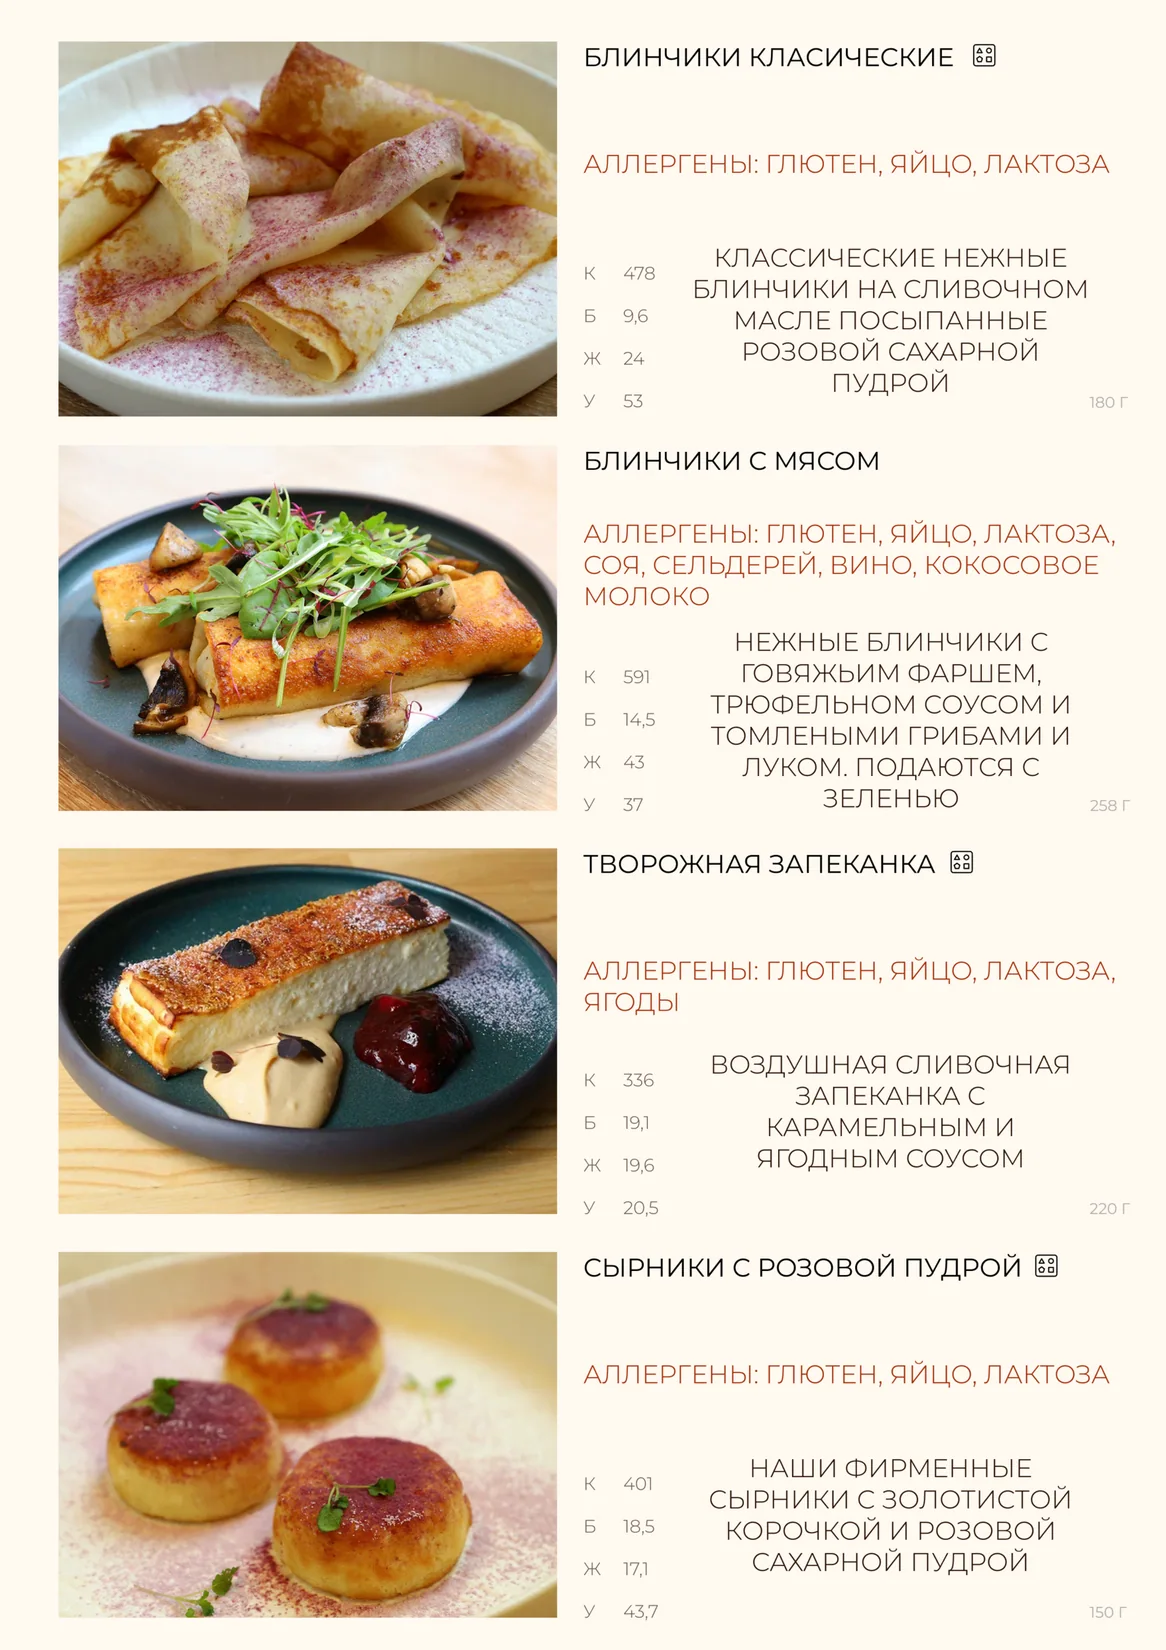 БЛИНЧИКИ КЛАСИЧЕСКИЕ
АЛЛЕРГЕНЫ: ГЛЮТЕН, ЯЙЦО, ЛАКТОЗА
К 478
Б 9,6
Ж 24
У 53
КЛАССИЧЕСКИЕ НЕЖНЫЕ
БЛИНЧИКИ НА СЛИВОЧНОМ
МАСЛЕ ПОСЫПАННЫЕ
РОЗОВОЙ САХАРНОЙ
ПУДРОЙ
180 Г
БЛИНЧИКИ С МЯСОМ
АЛЛЕРГЕНЫ: ГЛЮТЕН, ЯЙЦО, ЛАКТОЗА,
СОЯ, СЕЛЬДЕРЕЙ, ВИНО, КОКОСОВОЕ
МОЛОКО
К 591
Б 14,5
Ж 43
У 37
НЕЖНЫЕ БЛИНЧИКИ С
ГОВЯЖЬИМ ФАРШЕМ,
ТРЮФЕЛЬНОМ СОУСОМ И
ТОМЛЕНЫМИ ГРИБАМИ И
ЛУКОМ. ПОДАЮТСЯ С
ЗЕЛЕНЬЮ
258 Г
ТВОРОЖНАЯ ЗАПЕКАНКА
АЛЛЕРГЕНЫ: ГЛЮТЕН, ЯЙЦО, ЛАКТОЗА,
ЯГОДЫ
К 336
Б 19,1
Ж 19,6
У 20,5
ВОЗДУШНАЯ СЛИВОЧНАЯ
ЗАПЕКАНКА С
КАРАМЕЛЬНЫМ И
ЯГОДНЫМ СОУСОМ
220 Г
СЫРНИКИ С РОЗОВОЙ ПУДРОЙ
АЛЛЕРГЕНЫ: ГЛЮТЕН, ЯЙЦО, ЛАКТОЗА
К 401
Б 18,5
Ж 17,1
У 43,7
НАШИ ФИРМЕННЫЕ
СЫРНИКИ С ЗОЛОТИСТОЙ
КОРОЧКОЙ И РОЗОВОЙ
САХАРНОЙ ПУДРОЙ
150 Г